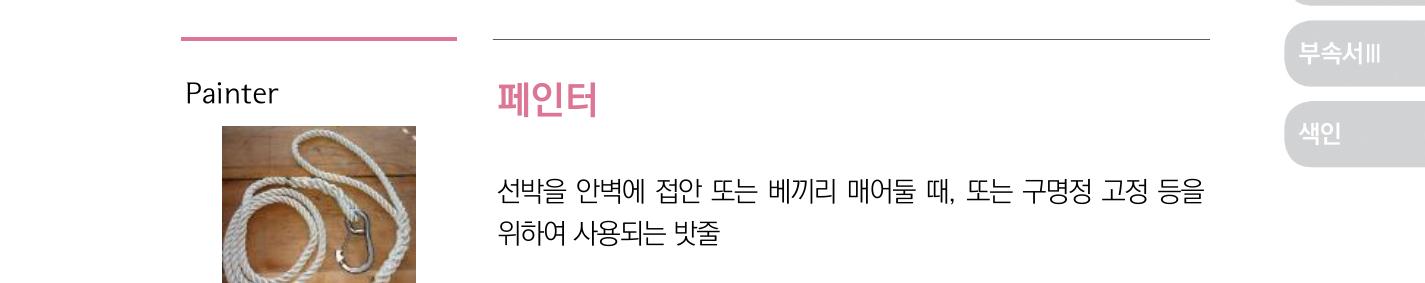 Painter
페인터
선박을 안벽에 접안 또는 베끼리 매어둘 때, 또는 구명정 고정 등을
위하여 사용되는 밧줄
부속서Ⅲ
색인